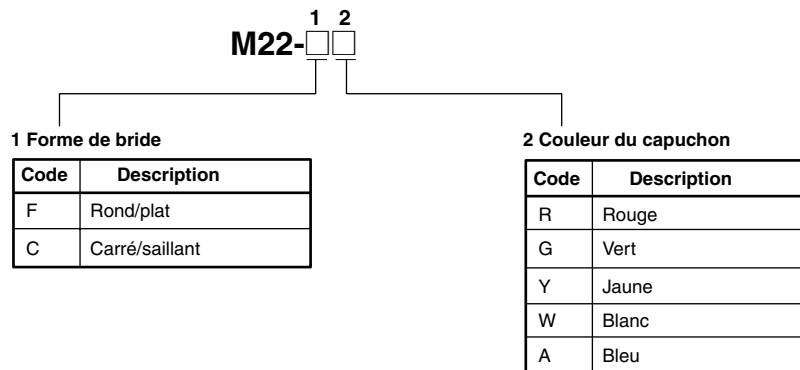 1 2
M22-
1 Forme de bride
Code Description
F Rond/plat
C Carré/saillant
2 Couleur du capuchon
Code Description
R Rouge
G Vert
Y Jaune
W Blanc
A Bleu